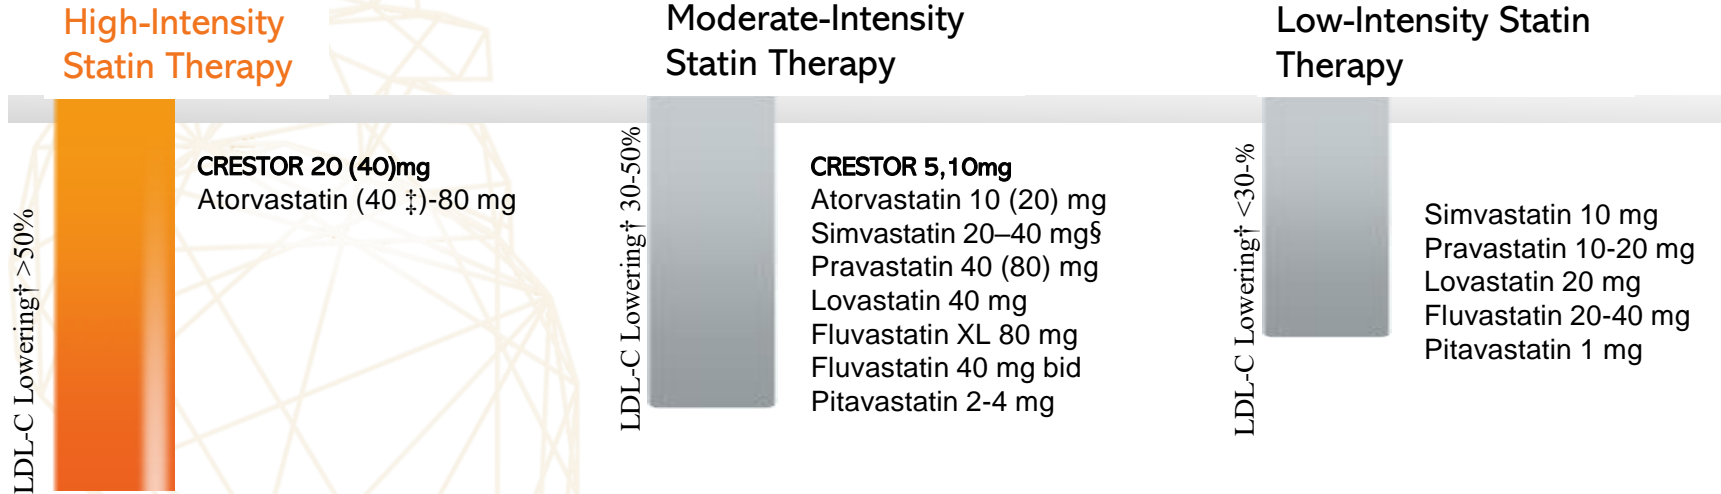 High-Intensity
Statin Therapy
LDL-C Lowering† >50%
CRESTOR 20 (40)mg
Atorvastatin (40 ‡)-80 mg
Moderate-Intensity
Statin Therapy
LDL-C Lowering† 30-50%
CRESTOR 5,10mg
Atorvastatin 10 (20) mg
Simvastatin 20–40 mg§
Pravastatin 40 (80) mg
Lovastatin 40 mg
Fluvastatin XL 80 mg
Fluvastatin 40 mg bid
Pitavastatin 2-4 mg
Low-Intensity Statin
Therapy
LDL-C Lowering† <30-%
Simvastatin 10 mg
Pravastatin 10-20 mg
Lovastatin 20 mg
Fluvastatin 20-40 mg
Pitavastatin 1 mg